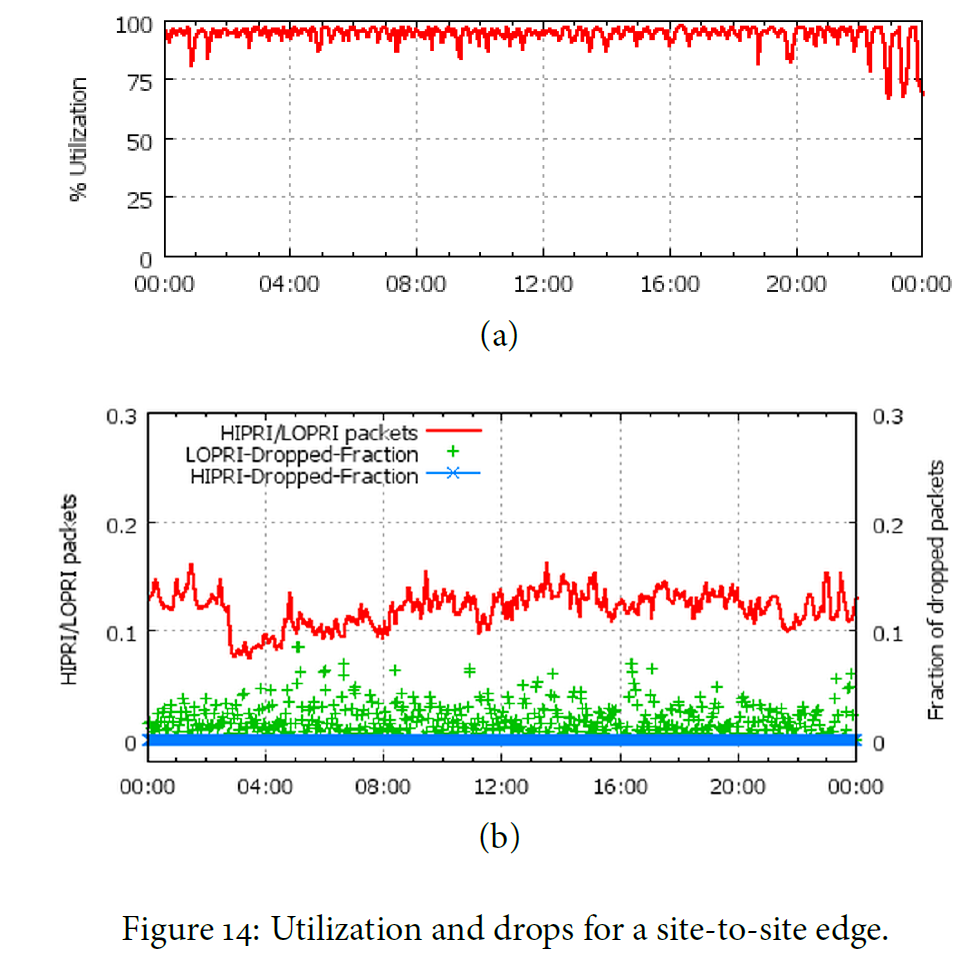 100
75
50
25
0
% Utilization
00:00 04:00 08:00 12:00 16:00 20:00 00:00
(a)
0.3 0.3
HIPRI/LOPRI packets
LOPRI-Dropped-Fraction
HIPRI-Dropped-Fraction
0.2 0.2
0.1 0.1
0 0
HIPRI/LOPRI packets
Fraction of dropped packets
00:00 04:00 08:00 12:00 16:00 20:00 00:00
(b)
Figure 14: Utilization and drops for a site-to-site edge.